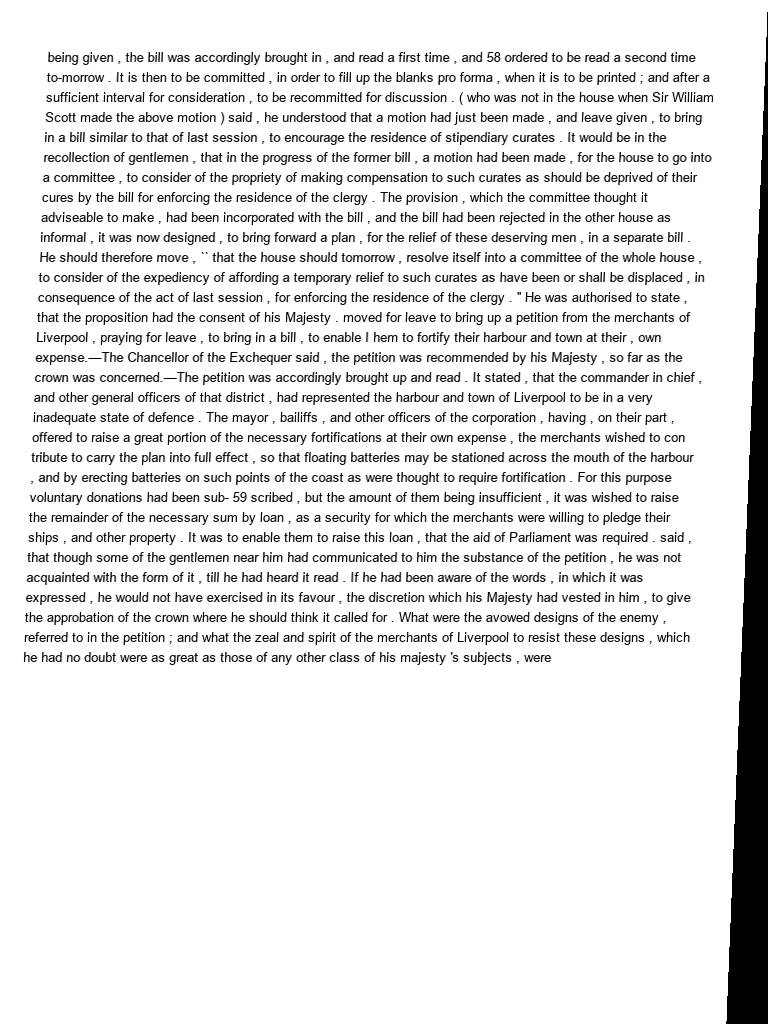 being given , the bill was accordingly brought in , and read a first time , and 58 ordered to be read a second time
to-morrow . It is then to be committed , in order to fill up the blanks pro forma , when it is to be printed ; and after a
sufficient interval for consideration , to be recommitted for discussion . ( who was not in the house when Sir William
Scott made the above motion ) said , he understood that a motion had just been made , and leave given , to bring
in a bill similar to that of last session , to encourage the residence of stipendiary curates . It would be in the
recollection of gentlemen , that in the progress of the former bill , a motion had been made , for the house to go into
a committee , to consider of the propriety of making compensation to such curates as should be deprived of their
cures by the bill for enforcing the residence of the clergy . The provision , which the committee thought it
adviseable to make , had been incorporated with the bill , and the bill had been rejected in the other house as
informal , it was now designed , to bring forward a plan , for the relief of these deserving men , in a separate bill .
He should therefore move , `` that the house should tomorrow , resolve itself into a committee of the whole house ,
to consider of the expediency of affording a temporary relief to such curates as have been or shall be displaced , in
consequence of the act of last session , for enforcing the residence of the clergy . " He was authorised to state ,
that the proposition had the consent of his Majesty . moved for leave to bring up a petition from the merchants of
Liverpool , praying for leave , to bring in a bill , to enable I hem to fortify their harbour and town at their , own
expense.—The Chancellor of the Exchequer said , the petition was recommended by his Majesty , so far as the
crown was concerned.—The petition was accordingly brought up and read . It stated , that the commander in chief ,
and other general officers of that district , had represented the harbour and town of Liverpool to be in a very
inadequate state of defence . The mayor , bailiffs , and other officers of the corporation , having , on their part ,
offered to raise a great portion of the necessary fortifications at their own expense , the merchants wished to con
tribute to carry the plan into full effect , so that floating batteries may be stationed across the mouth of the harbour
, and by erecting batteries on such points of the coast as were thought to require fortification . For this purpose
voluntary donations had been sub- 59 scribed , but the amount of them being insufficient , it was wished to raise
the remainder of the necessary sum by loan , as a security for which the merchants were willing to pledge their
ships , and other property . It was to enable them to raise this loan , that the aid of Parliament was required . said ,
that though some of the gentlemen near him had communicated to him the substance of the petition , he was not
acquainted with the form of it , till he had heard it read . If he had been aware of the words , in which it was
expressed , he would not have exercised in its favour , the discretion which his Majesty had vested in him , to give
the approbation of the crown where he should think it called for . What were the avowed designs of the enemy ,
referred to in the petition ; and what the zeal and spirit of the merchants of Liverpool to resist these designs , which
he had no doubt were as great as those of any other class of his majesty 's subjects , were